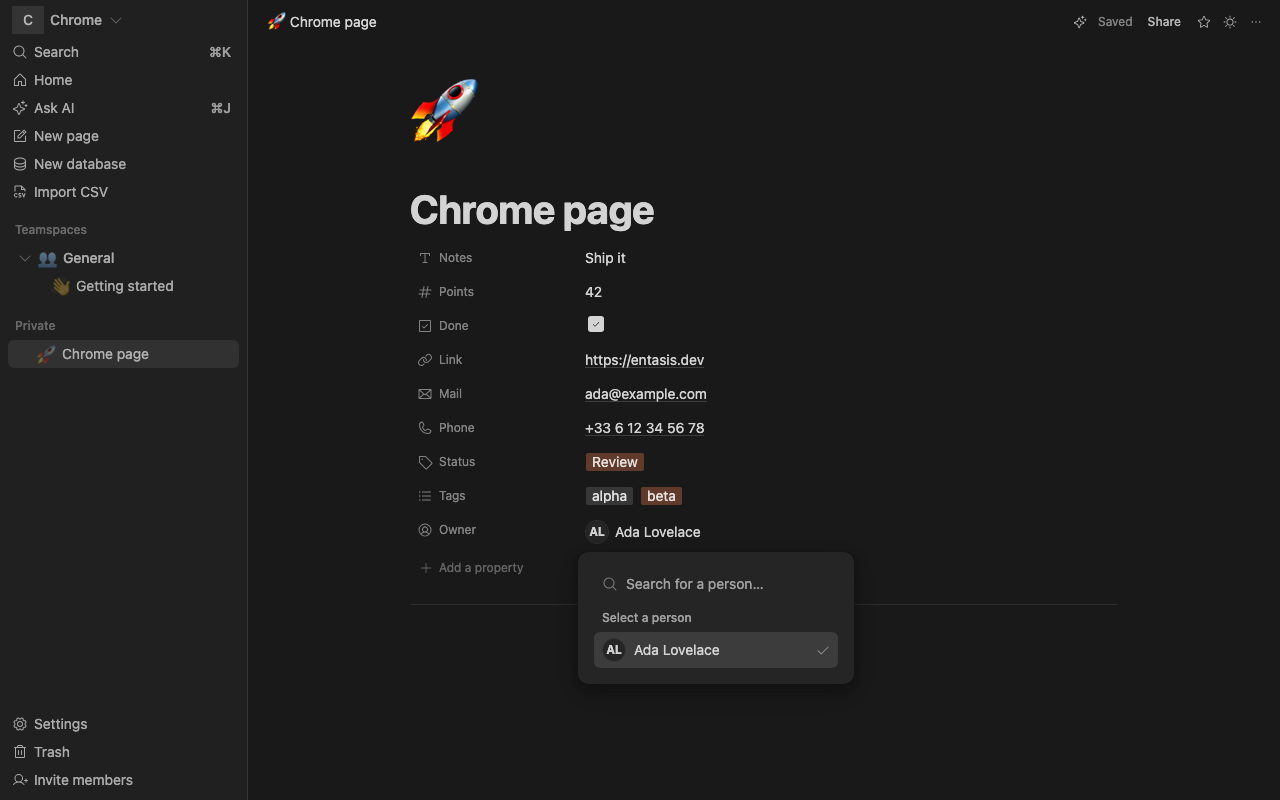 C Chrome
Search ⌘K
Home
Ask AI ⌘J
New page
New database
Import CSV
Teamspaces
General
Getting started
Private
Chrome page
Settings
Trash
Invite members
Chrome page
Saved Share
Chrome page
Notes Ship it
Points 42
Done
Link https://entasis.dev
Mail ada@example.com
Phone +33 6 12 34 56 78
Status Review
Tags alpha beta
Owner AL Ada Lovelace
Add a property
Search for a person...
Select a person
AL Ada Lovelace